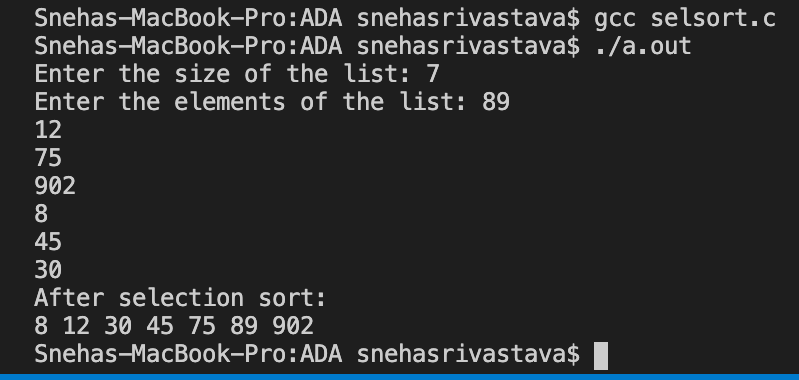 Snehas-MacBook-Pro:ADA snehasrivastava$ gcc selsort.c
Snehas-MacBook-Pro:ADA snehasrivastava$ ./a.out
Enter the size of the list: 7
Enter the elements of the list: 89
12
75
902
8
45
30
After selection sort:
8 12 30 45 75 89 902
Snehas-MacBook-Pro:ADA snehasrivastava$